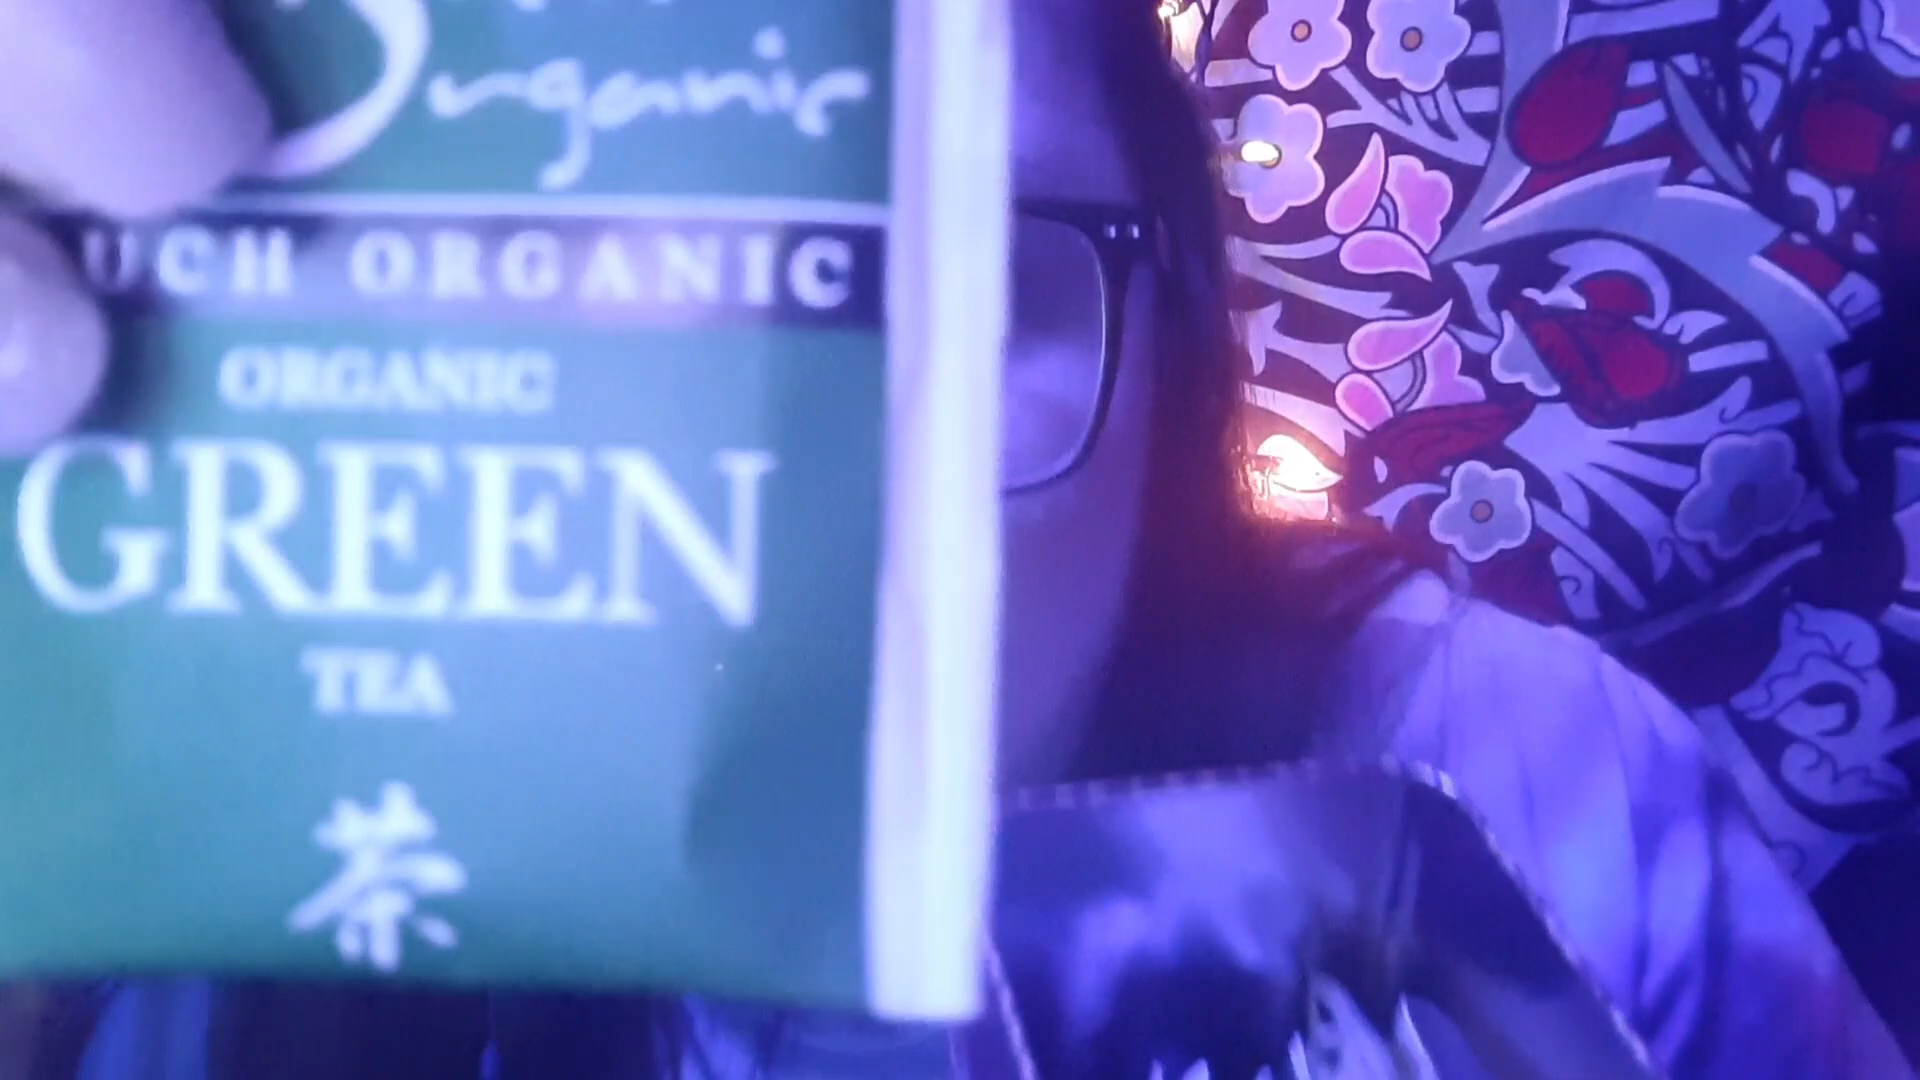 Organic
UCH ORGANIC
ORGANIC
GREEN
TEA
茶